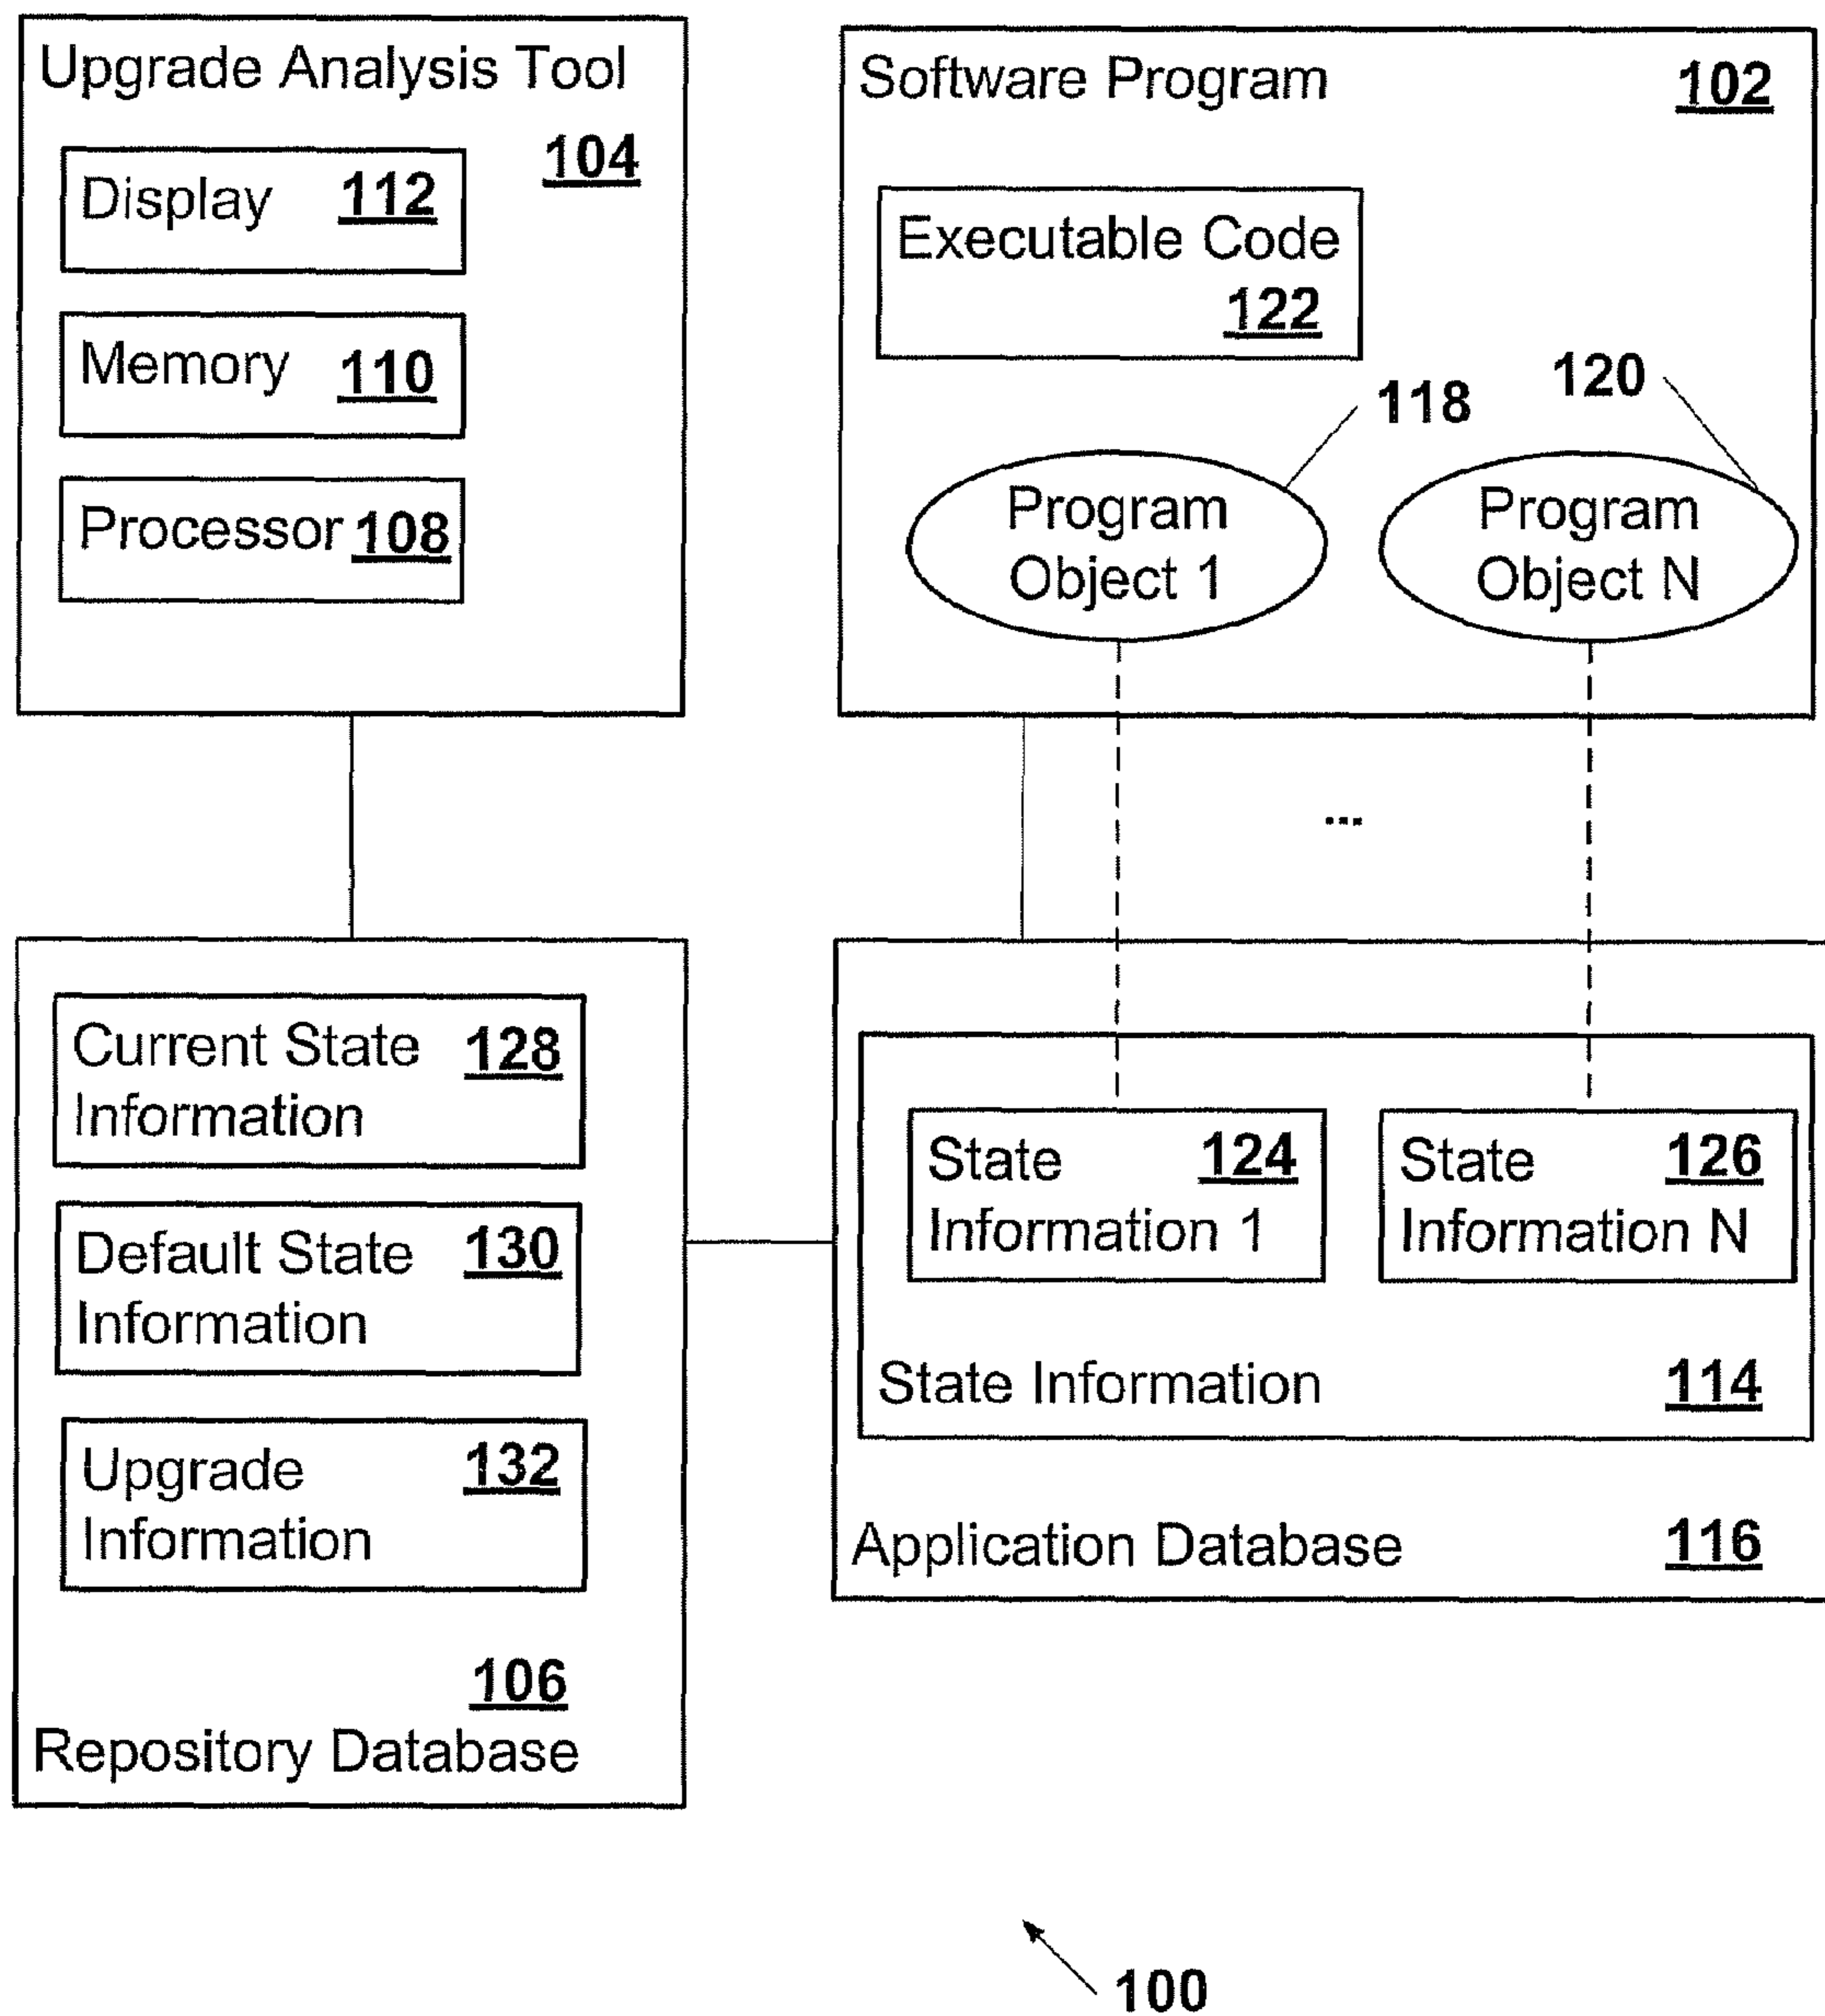 Upgrade Analysis Tool
104
Display 112
Memory 110
Processor 108
Software Program 102
Executable Code
122
118
120
Program
Object 1
Program
Object N
...
Current State 128
Information
Default State 130
Information
Upgrade 132
Information
106
Repository Database
State 124
Information 1
State 126
Information N
State Information 114
Application Database 116
100